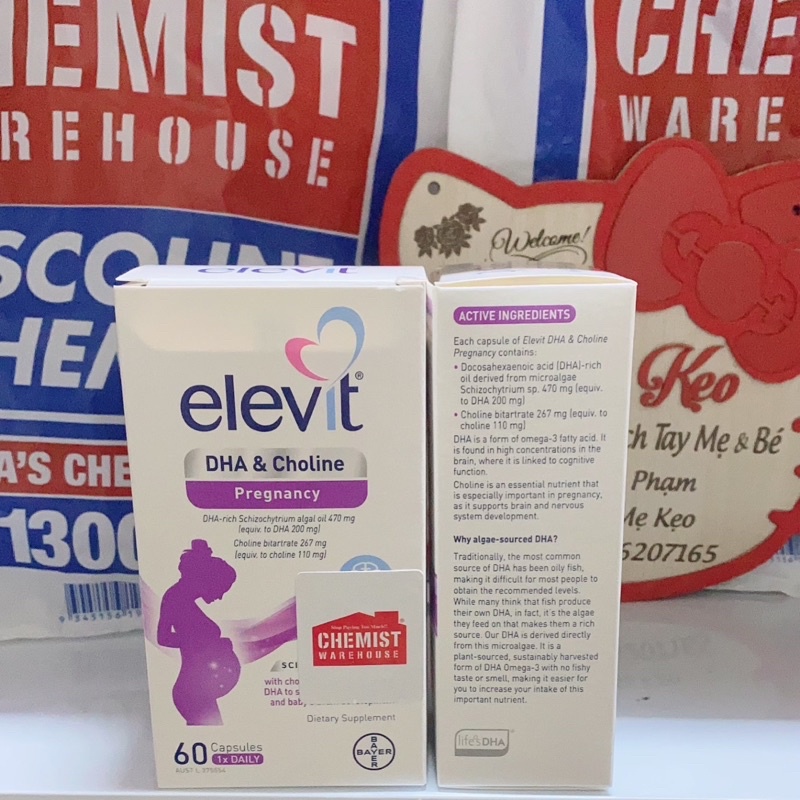 HEMIST
REHOUSE
CHE
WARE
A'S CHE
1300
Welcome!
Kẹo
ch Tay Mẹ & Bé
Phạm
Mẹ Kẹo
6207165
elevit
elevit®
DHA & Choline
Pregnancy
DHA-rich Schizochytrium algal oil 470 mg
(equiv. to DHA 200 mg)
Choline bitartrate 267 mg
(equiv. to choline 110 mg)
CHEMIST
WAREHOUSE
SCI
with cho
DHA to s
and bab
Dietary Supplement
60 Capsules
1x DAILY
BAYER
BAYER
ACTIVE INGREDIENTS
Each capsule of Elevit DHA & Choline
Pregnancy contains:
• Docosahexaenoic acid (DHA)-rich
oil derived from microalgae
Schizochytrium sp. 470 mg (equiv.
to DHA 200 mg)
• Choline bitartrate 267 mg (equiv. to
choline 110 mg)
DHA is a form of omega-3 fatty acid. It
is found in high concentrations in the
brain, where it is linked to cognitive
function.
Choline is an essential nutrient that
is especially important in pregnancy,
as it supports brain and nervous
system development.
Why algae-sourced DHA?
Traditionally, the most common
source of DHA has been oily fish,
making it difficult for most people to
obtain the recommended levels.
While many think that fish produce
their own DHA, in fact, it's the algae
they feed on that makes them a rich
source. Our DHA is derived directly
from this microalgae. It is a
plant-sourced, sustainably harvested
form of DHA Omega-3 with no fishy
taste or smell, making it easier for
you to increase your intake of this
important nutrient.
life'sDHA